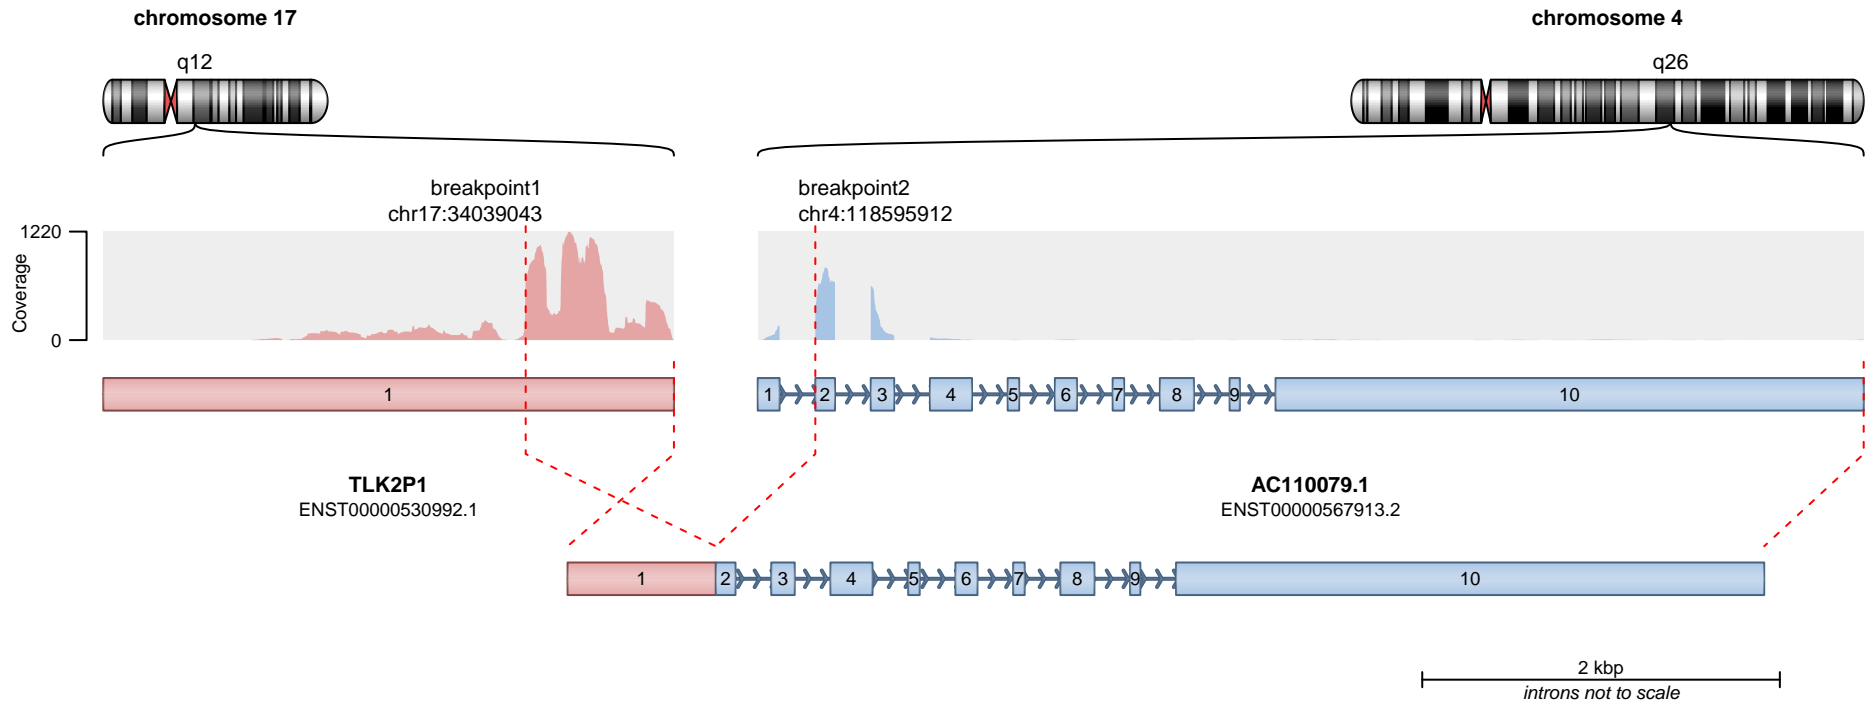 chromosome 17
chromosome 4
q12
q26
breakpoint1
chr17:34039043
breakpoint2
chr4:118595912
1220
0
Coverage
1
1 2 3 4 5 6 7 8 9 10
TLK2P1
ENST00000530992.1
AC110079.1
ENST00000567913.2
1 2 3 4 5 6 7 8 9 10
2 kbp
introns not to scale